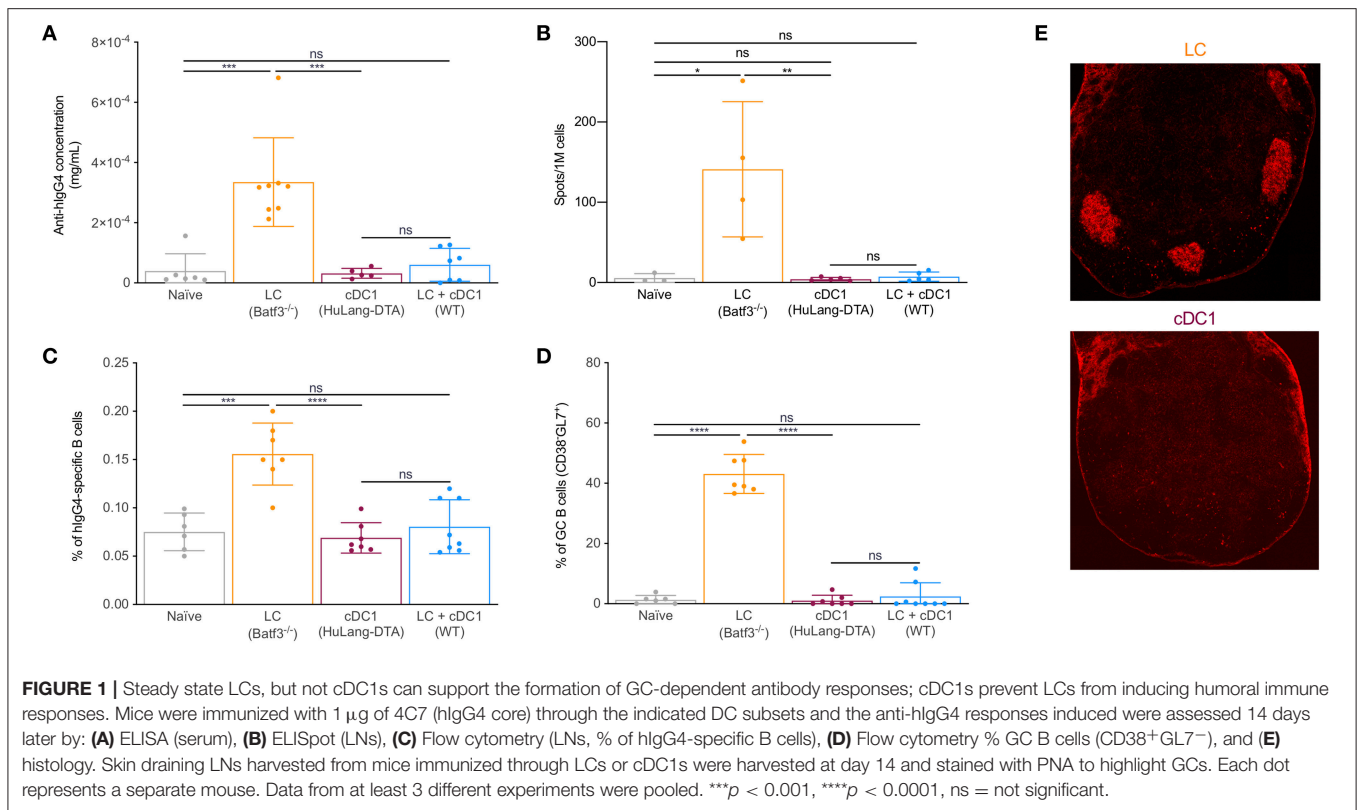 A
8×10⁻⁴
6×10⁻⁴
4×10⁻⁴
2×10⁻⁴
0
Anti-hIgG4 concentration
(mg/mL)
ns
*** ***
ns
Naïve LC cDC1 LC + cDC1
(Batf3⁻/⁻) (HuLang-DTA) (WT)
B
300
200
100
0
Spots/1M cells
ns
ns
* **
ns
Naïve LC cDC1 LC + cDC1
(Batf3⁻/⁻) (HuLang-DTA) (WT)
C
0.25
0.20
0.15
0.10
0.05
0.00
% of hIgG4-specific B cells
ns
*** ****
ns
Naïve LC cDC1 LC + cDC1
(Batf3⁻/⁻) (HuLang-DTA) (WT)
D
80
60
40
20
0
% of GC B cells (CD38⁻GL7⁺)
ns
**** ****
ns
Naïve LC cDC1 LC + cDC1
(Batf3⁻/⁻) (HuLang-DTA) (WT)
E
LC
cDC1
FIGURE 1 | Steady state LCs, but not cDC1s can support the formation of GC-dependent antibody responses; cDC1s prevent LCs from inducing humoral immune
responses. Mice were immunized with 1 μg of 4C7 (hIgG4 core) through the indicated DC subsets and the anti-hIgG4 responses induced were assessed 14 days
later by: (A) ELISA (serum), (B) ELISpot (LNs), (C) Flow cytometry (LNs, % of hIgG4-specific B cells), (D) Flow cytometry % GC B cells (CD38⁺GL7⁻), and (E)
histology. Skin draining LNs harvested from mice immunized through LCs or cDC1s were harvested at day 14 and stained with PNA to highlight GCs. Each dot
represents a separate mouse. Data from at least 3 different experiments were pooled. ***p < 0.001, ****p < 0.0001, ns = not significant.